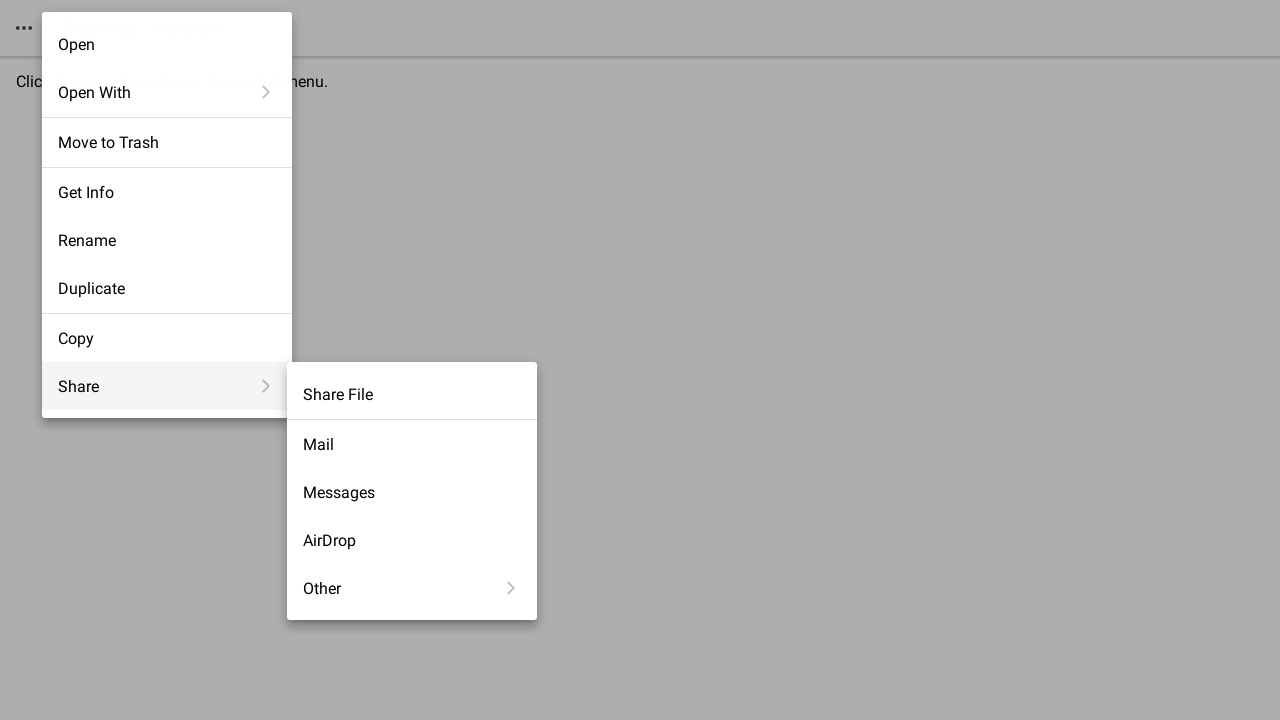 Open
Clic
menu.
Open With
Move to Trash
Get Info
Rename
Duplicate
Copy
Share
Share File
Mail
Messages
AirDrop
Other